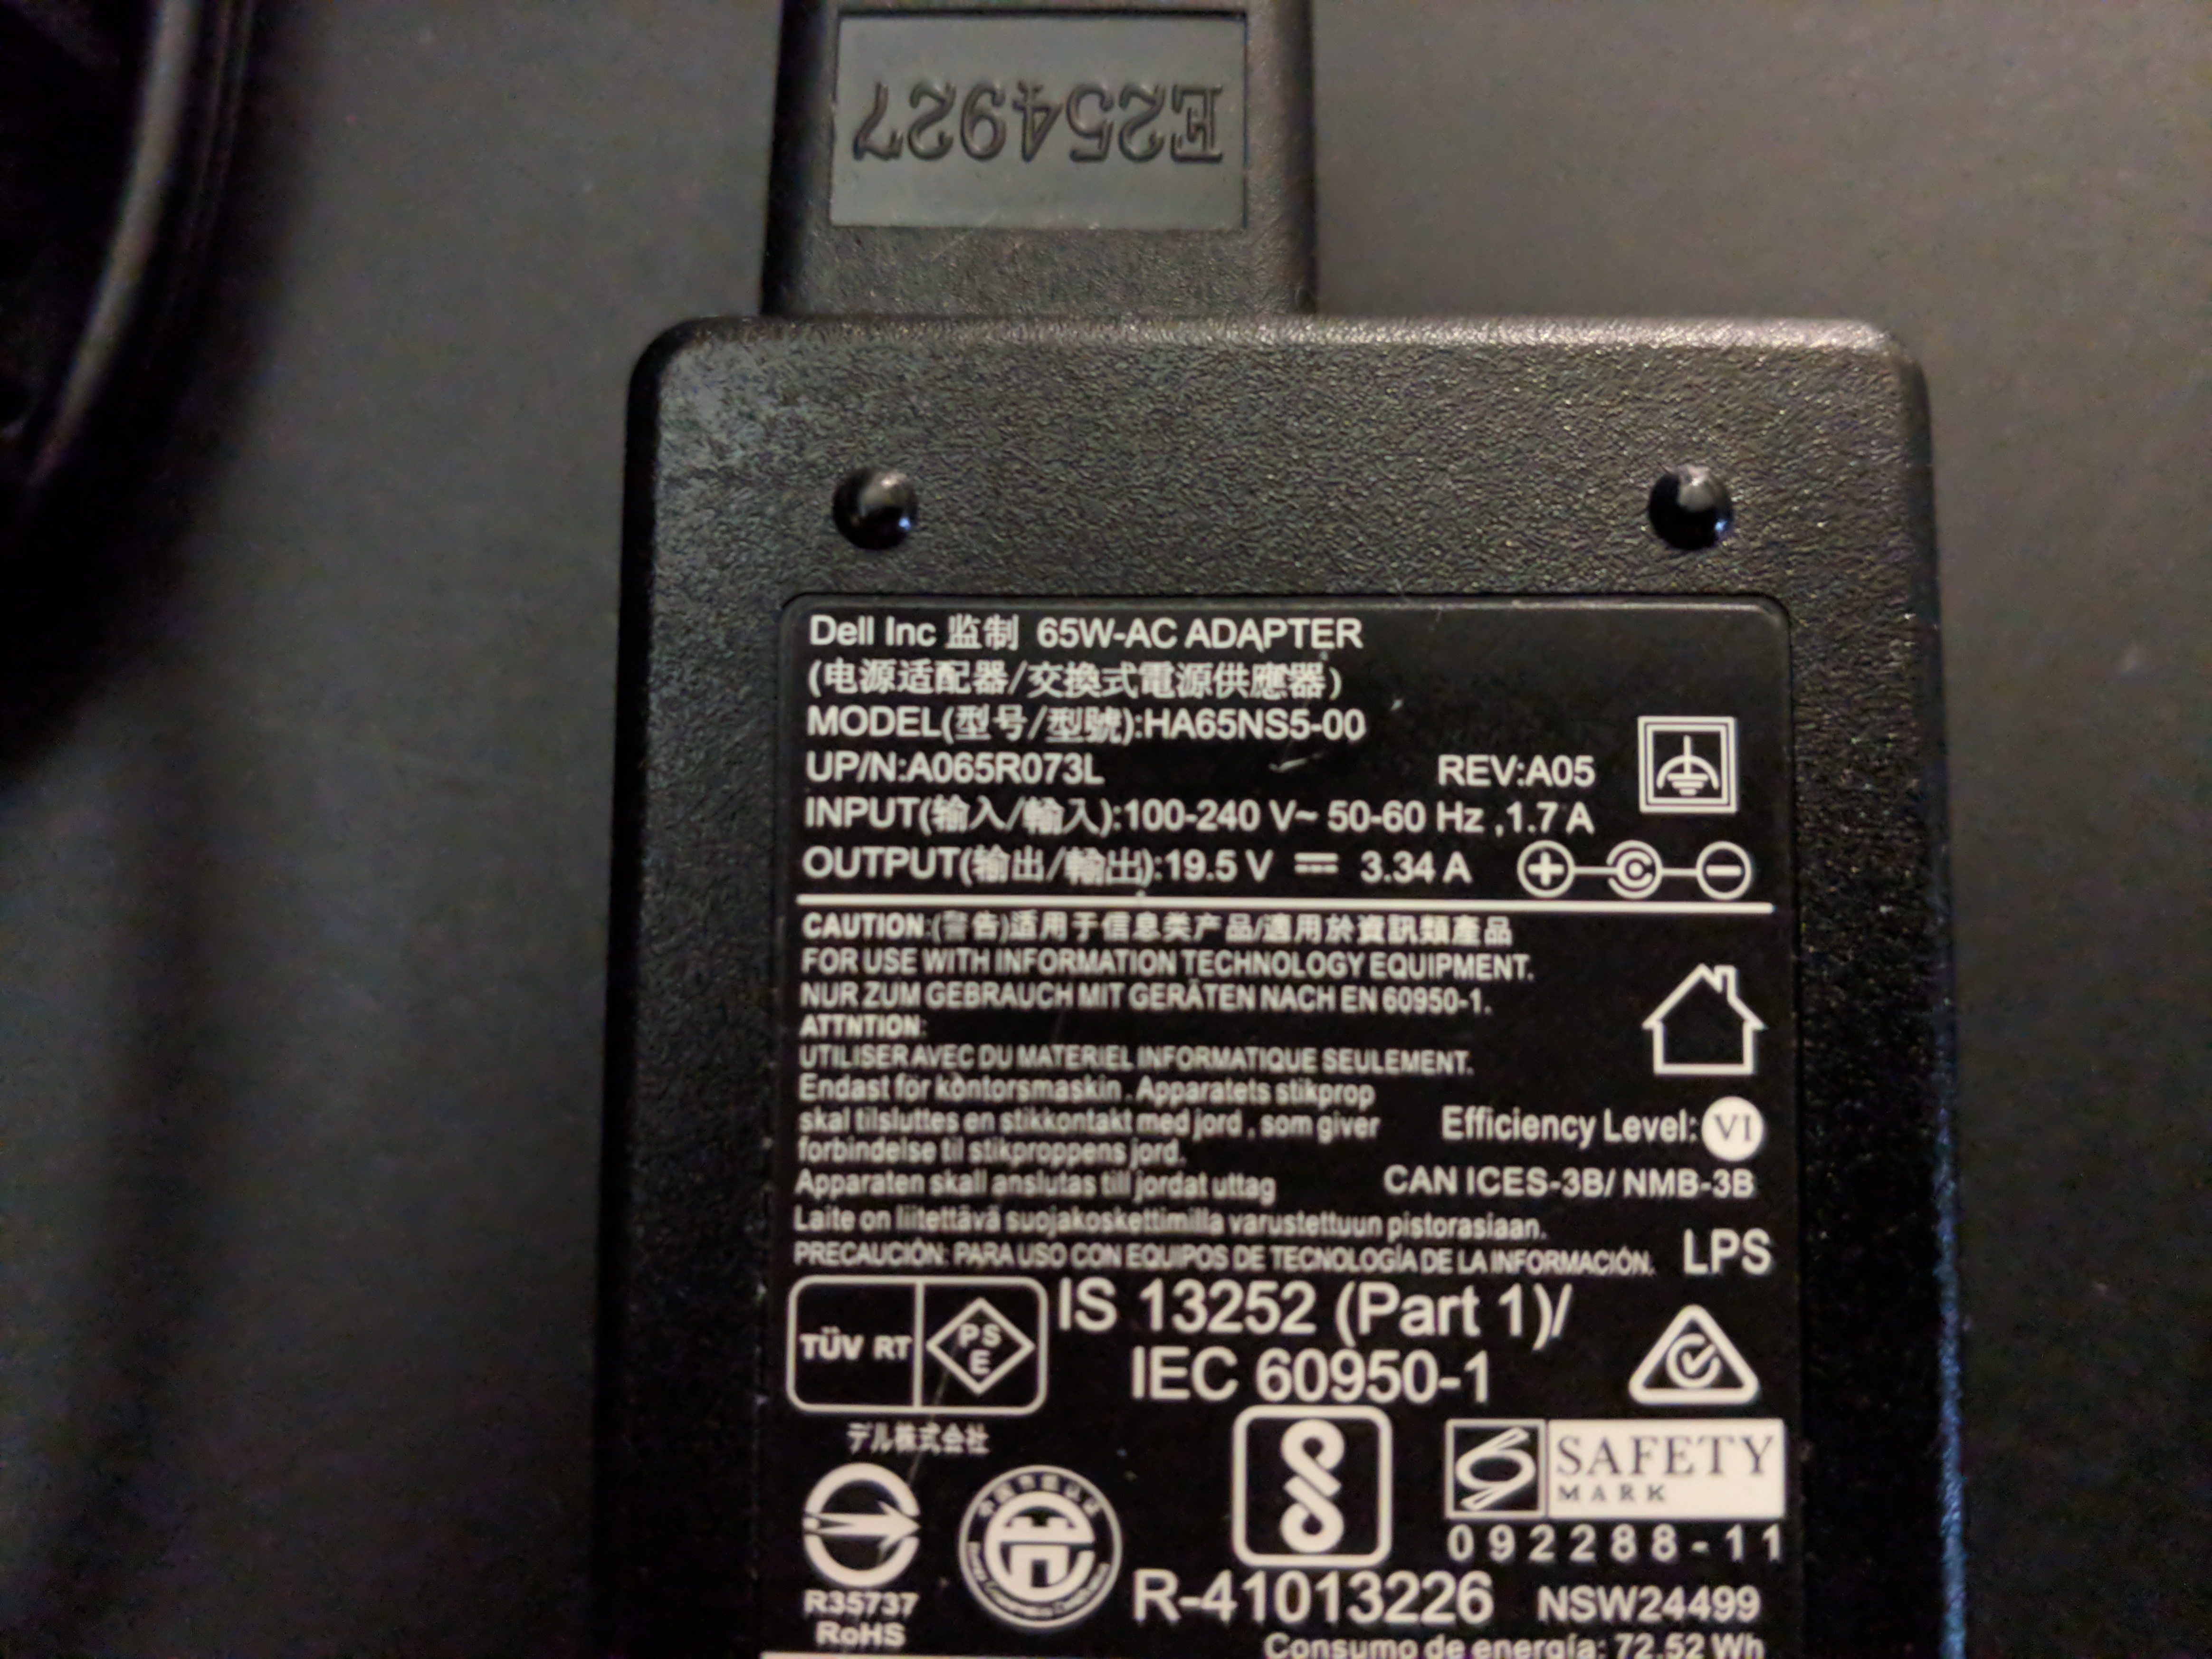 E254927
Dell Inc 监制 65W-AC ADAPTER
(电源适配器/交換式電源供應器)
MODEL(型号/型號):HA65NS5-00
UP/N:A065R073L REV:A05
INPUT(输入/輸入):100-240 V~ 50-60 Hz ,1.7 A
OUTPUT(输出/輸出):19.5 V ⎓ 3.34 A
CAUTION:(警告)适用于信息类产品/適用於資訊類產品
FOR USE WITH INFORMATION TECHNOLOGY EQUIPMENT.
NUR ZUM GEBRAUCH MIT GERÄTEN NACH EN 60950-1.
ATTNTION:
UTILISER AVEC DU MATERIEL INFORMATIQUE SEULEMENT.
Endast för kontorsmaskin . Apparatets stikprop
skal tilsluttes en stikkontakt med jord , som giver
forbindelse til stikproppens jord.
Efficiency Level: VI
Apparaten skall anslutas till jordat uttag
CAN ICES-3B/ NMB-3B
Laite on liitettävä suojakoskettimilla varustettuun pistorasiaan.
PRECAUCIÓN: PARA USO CON EQUIPOS DE TECNOLOGÍA DE LA INFORMACIÓN.
LPS
TÜV RT
PS
E
IS 13252 (Part 1)/
IEC 60950-1
デル株式会社
SAFETY
MARK
092288-11
R35737
RoHS
R-41013226
NSW24499
Consumo de energía: 72.52 Wh